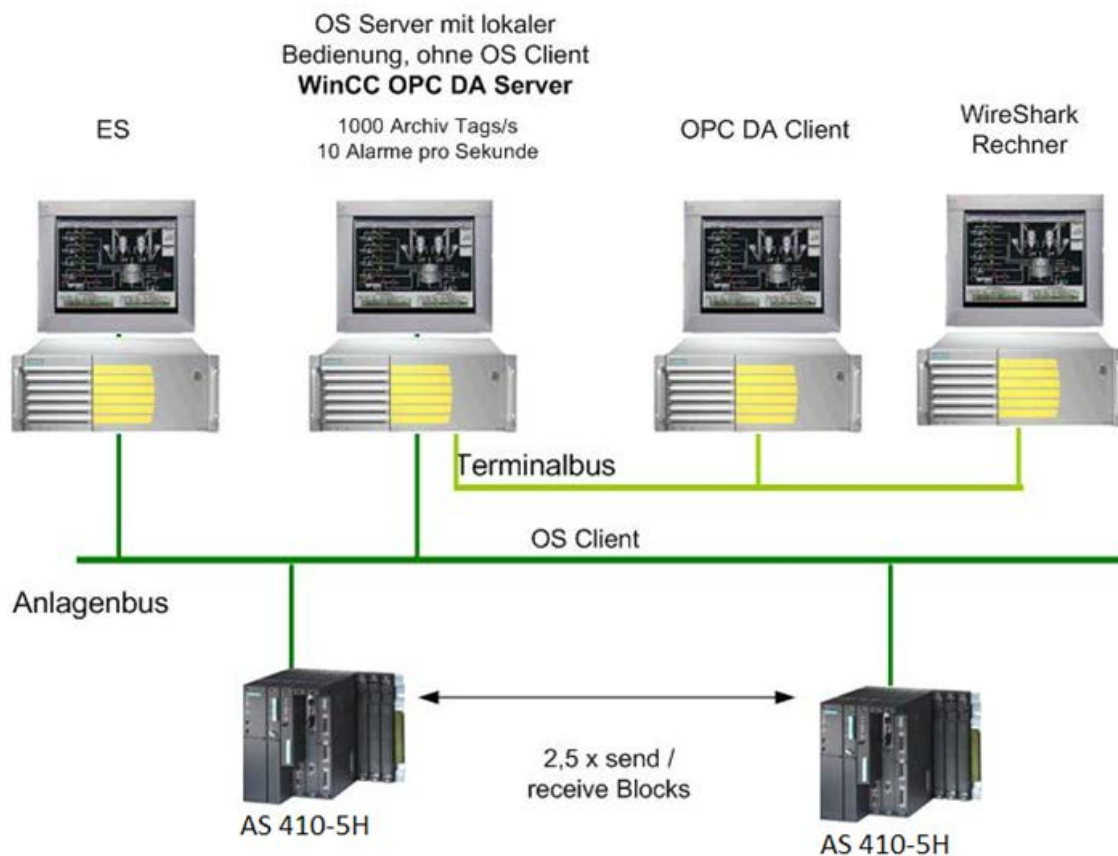 OS Server mit lokaler
Bedienung, ohne OS Client
WinCC OPC DA Server
ES
1000 Archiv Tags/s
10 Alarme pro Sekunde
OPC DA Client
WireShark
Rechner
Terminalbus
OS Client
Anlagenbus
2,5 x send /
receive Blocks
AS 410-5H
AS 410-5H